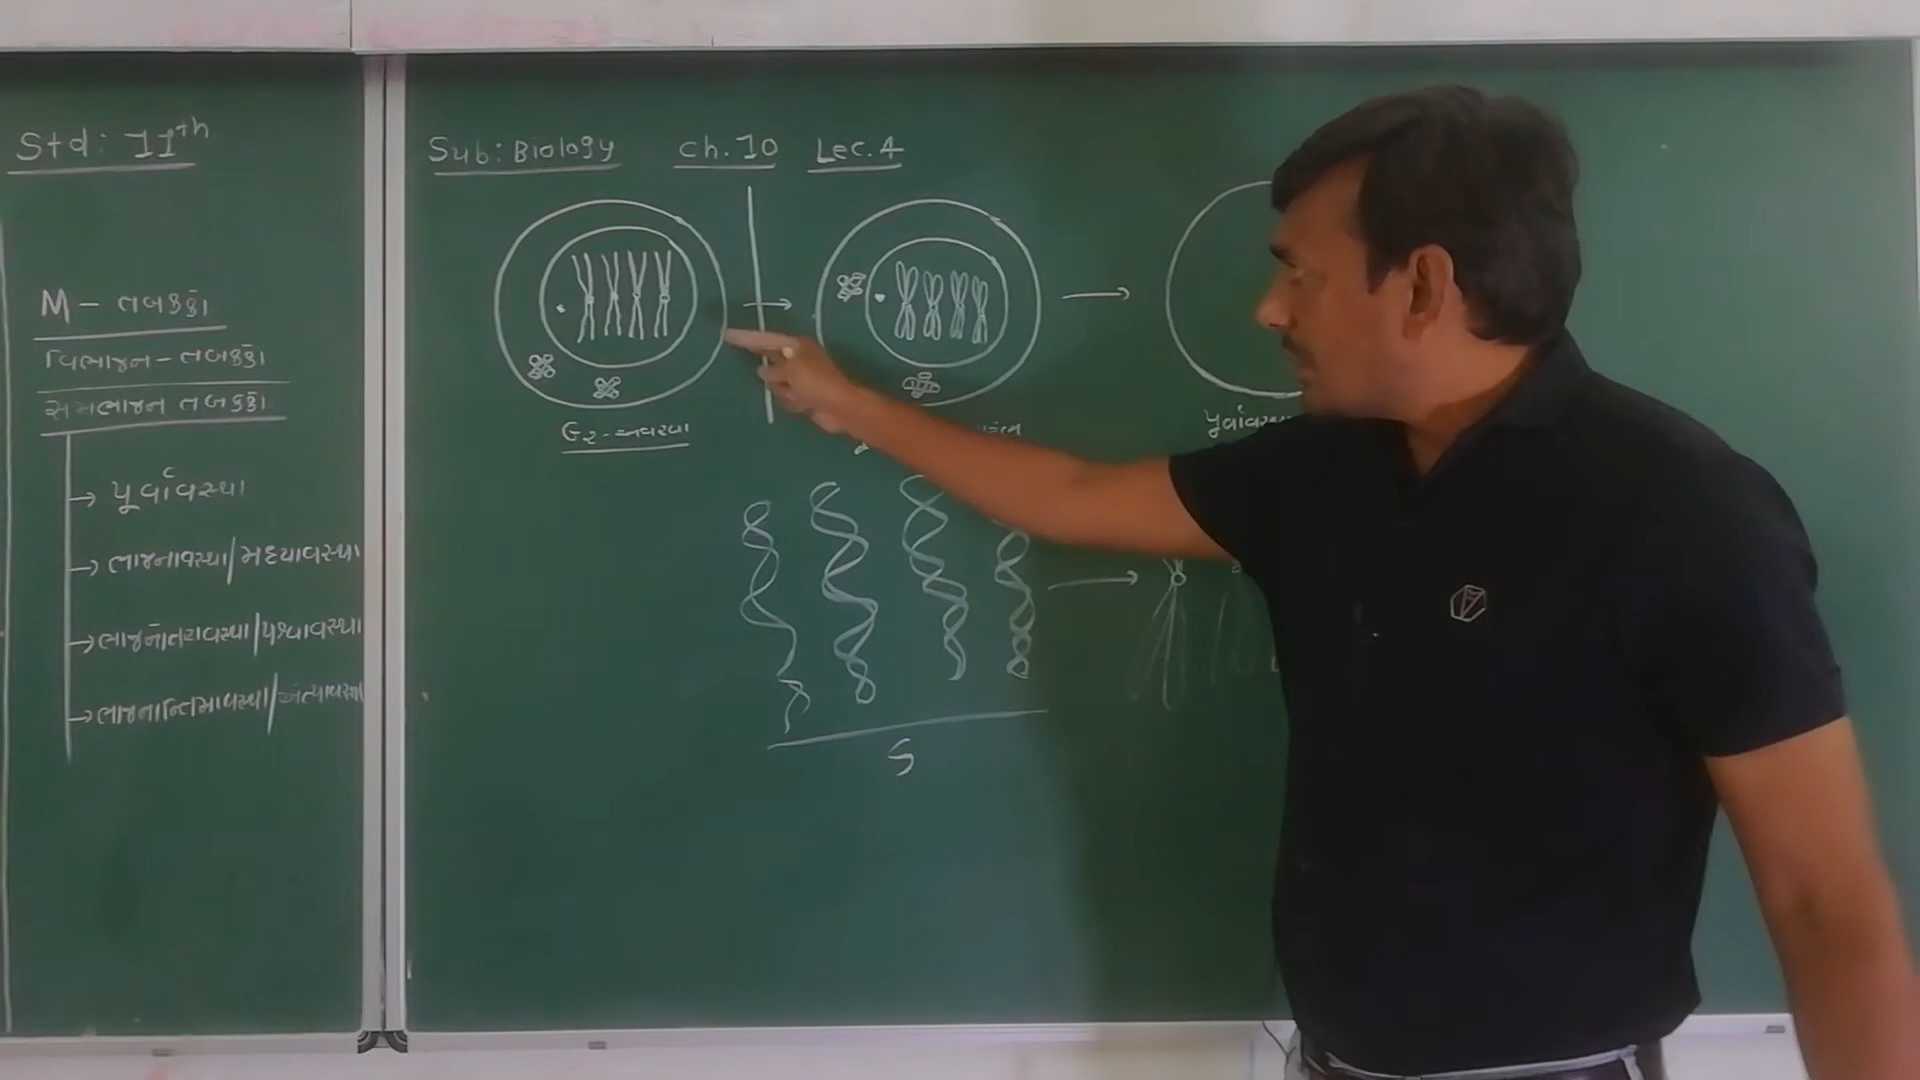 Std: 11th
M - તબક્કો
વિભાજન - તબક્કો
સમભાજન તબક્કો
→ પૂર્વાવસ્થા
→ ભાજનાવસ્થા/મધ્યાવસ્થા
→ ભાજનોત્તરાવસ્થા/પશ્ચાવસ્થા
→ ભાજનાન્તિમાવસ્થા/અંત્યાવસ્થા
Sub: Biology Ch. 10 Lec. 4
G2 - અવસ્થા
S